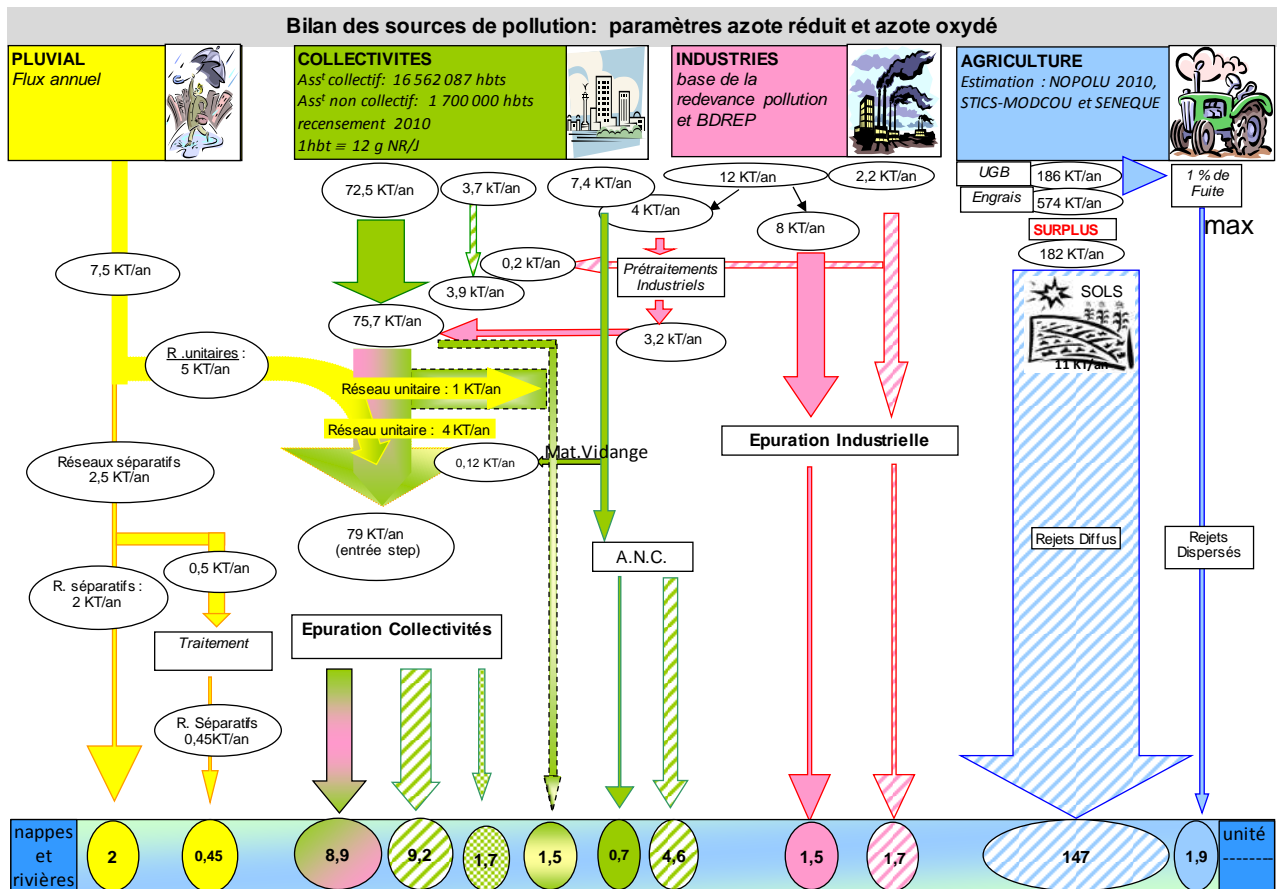 Bilan des sources de pollution: paramètres azote réduit et azote oxydé
PLUVIAL
Flux annuel
COLLECTIVITES
Assᵗ collectif: 16 562 087 hbts
Assᵗ non collectif: 1 700 000 hbts
recensement 2010
1hbt ≡ 12 g NR/J
INDUSTRIES
base de la
redevance pollution
et BDREP
AGRICULTURE
Estimation : NOPOLU 2010,
STICS-MODCOU et SENEQUE
72,5 KT/an
3,7 kT/an
7,4 KT/an
12 KT/an
2,2 KT/an
UGB
186 KT/an
1 % de
Fuite
Engrais
574 KT/an
4 KT/an
8 KT/an
max
SURPLUS
182 KT/an
7,5 KT/an
0,2 kT/an
Prétraitements
Industriels
3,9 kT/an
SOLS
11 KT/an
75,7 KT/an
3,2 kT/an
R .unitaires :
5 KT/an
Réseau unitaire : 1 KT/an
Réseau unitaire : 4 KT/an
Epuration Industrielle
Mat.Vidange
0,12 KT/an
Réseaux séparatifs
2,5 KT/an
79 KT/an
(entrée step)
A.N.C.
Rejets Diffus
Rejets
Dispersés
0,5 KT/an
R. séparatifs :
2 KT/an
Traitement
Epuration Collectivités
R. Séparatifs
0,45KT/an
nappes
et
rivières
2
0,45
8,9
9,2
1,7
1,5
0,7
4,6
1,5
1,7
147
1,9
unité
---------